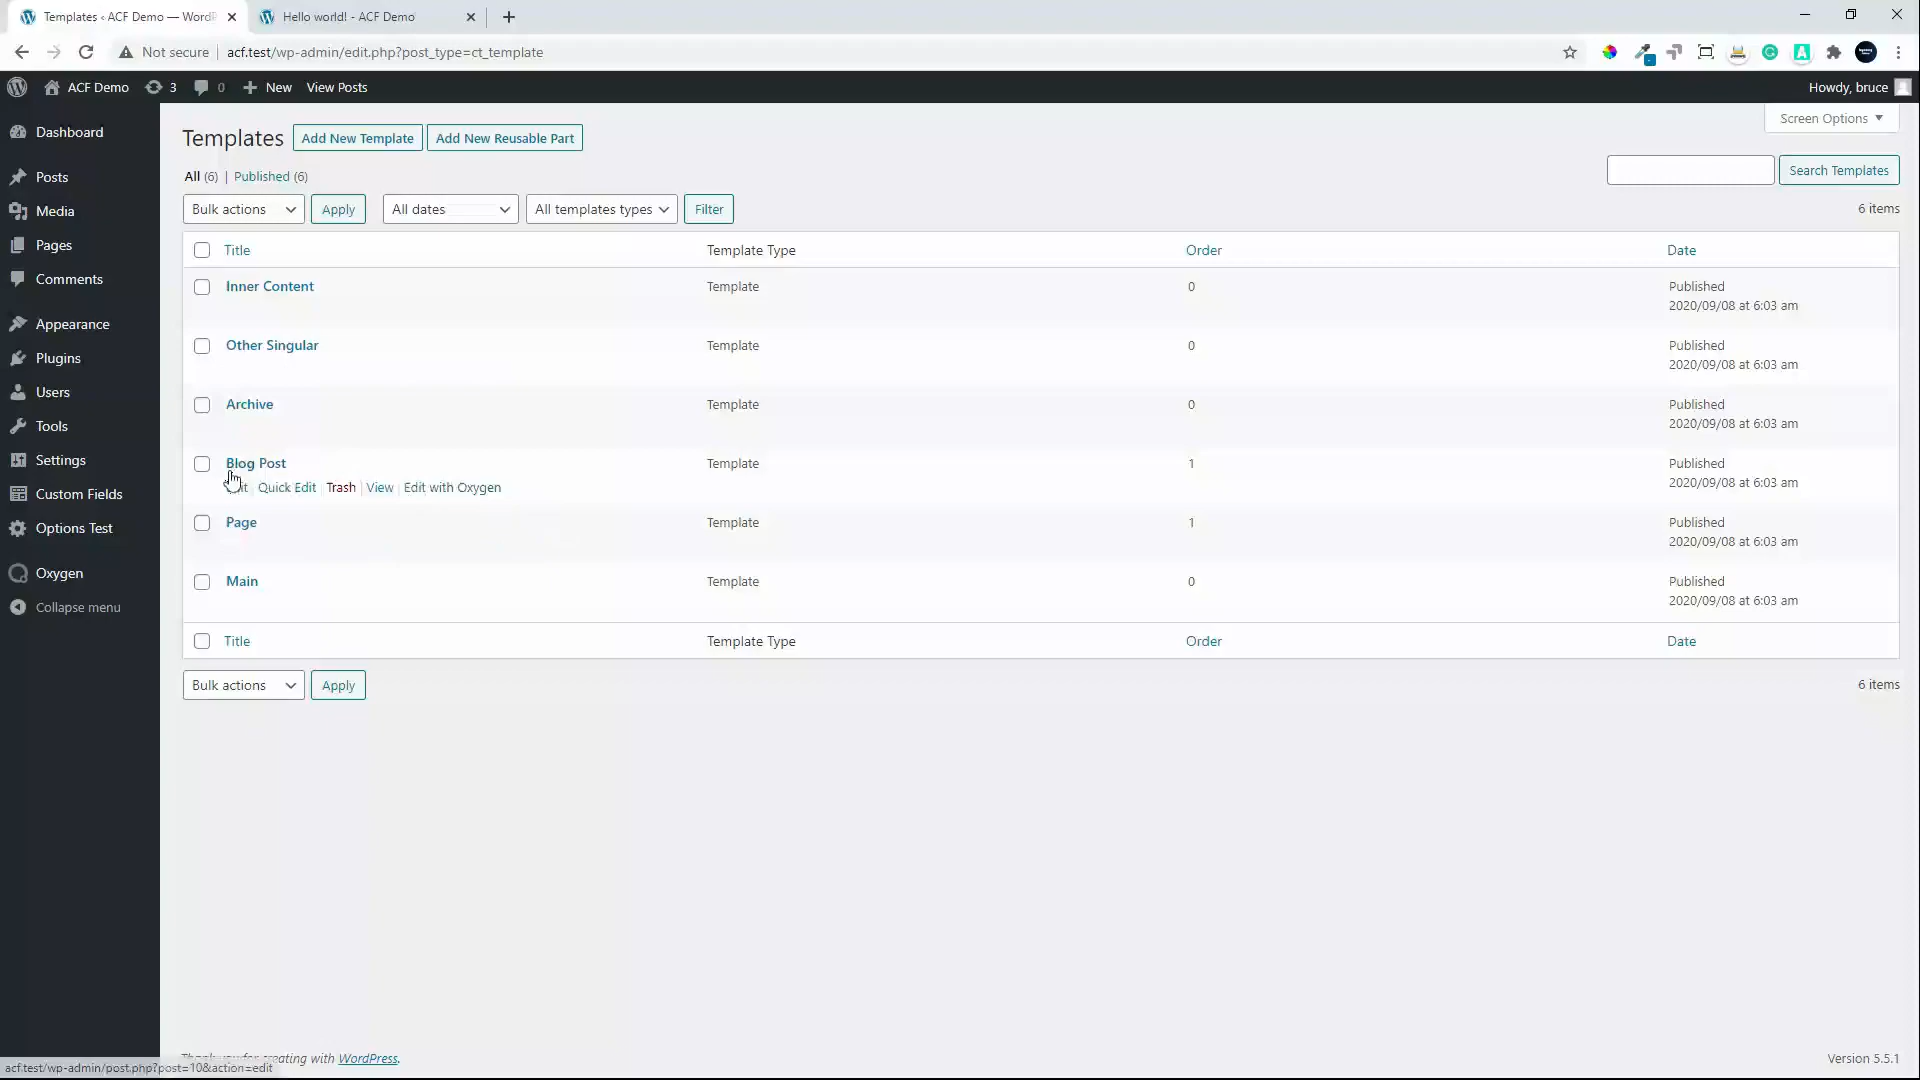 Templates ‹ ACF Demo — WordP
Hello world! - ACF Demo
Not secure
acf.test/wp-admin/edit.php?post_type=ct_template
ACF Demo
3
0
New
View Posts
Howdy, bruce
Dashboard
Posts
Media
Pages
Comments
Appearance
Plugins
Users
Tools
Settings
Custom Fields
Options Test
Oxygen
Collapse menu
Templates
Add New Template
Add New Reusable Part
Screen Options
All (6) | Published (6)
Search Templates
Bulk actions
Apply
All dates
All templates types
Filter
6 items
Title Template Type Order Date
Inner Content Template 0 Published
2020/09/08 at 6:03 am
Other Singular Template 0 Published
2020/09/08 at 6:03 am
Archive Template 0 Published
2020/09/08 at 6:03 am
Blog Post Template 1 Published
2020/09/08 at 6:03 am
Quick Edit | Trash | View | Edit with Oxygen
Page Template 1 Published
2020/09/08 at 6:03 am
Main Template 0 Published
2020/09/08 at 6:03 am
Title Template Type Order Date
Bulk actions
Apply
6 items
creating with WordPress.
Version 5.5.1
acf.test/wp-admin/post.php?post=10&action=edit